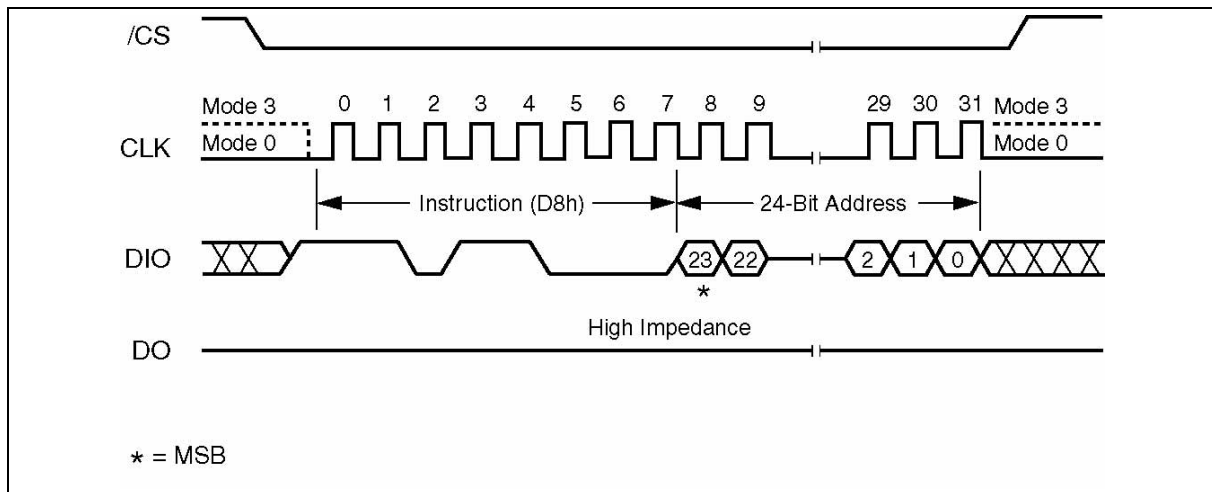 /CS
Mode 3 0 1 2 3 4 5 6 7 8 9 29 30 31 Mode 3
CLK Mode 0 Mode 0
Instruction (D8h) 24-Bit Address
DIO 23 22 2 1 0
*
High Impedance
DO
* = MSB